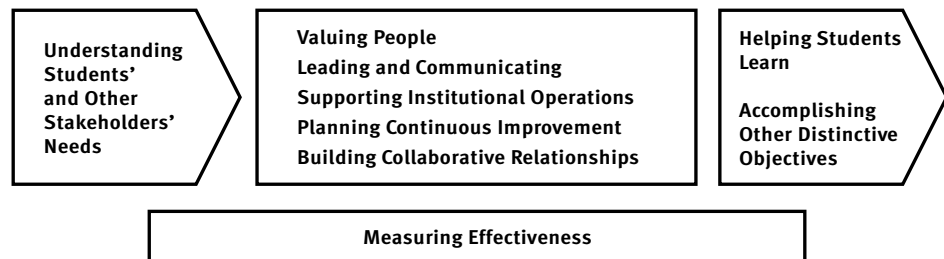 Understanding
Students’
and Other
Stakeholders’
Needs
Valuing People
Leading and Communicating
Supporting Institutional Operations
Planning Continuous Improvement
Building Collaborative Relationships
Helping Students
Learn
Accomplishing
Other Distinctive
Objectives
Measuring Effectiveness